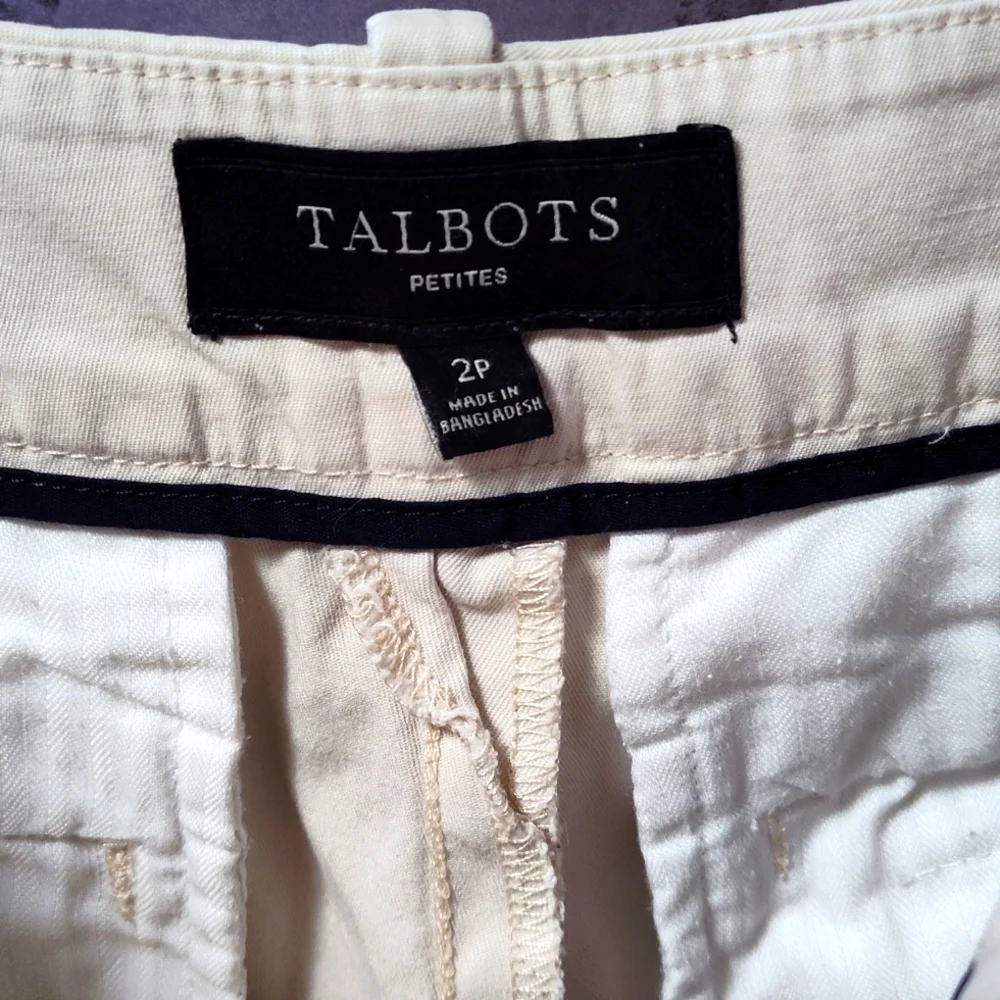 TALBOTS
PETITES
2P
MADE IN
BANGLADESH